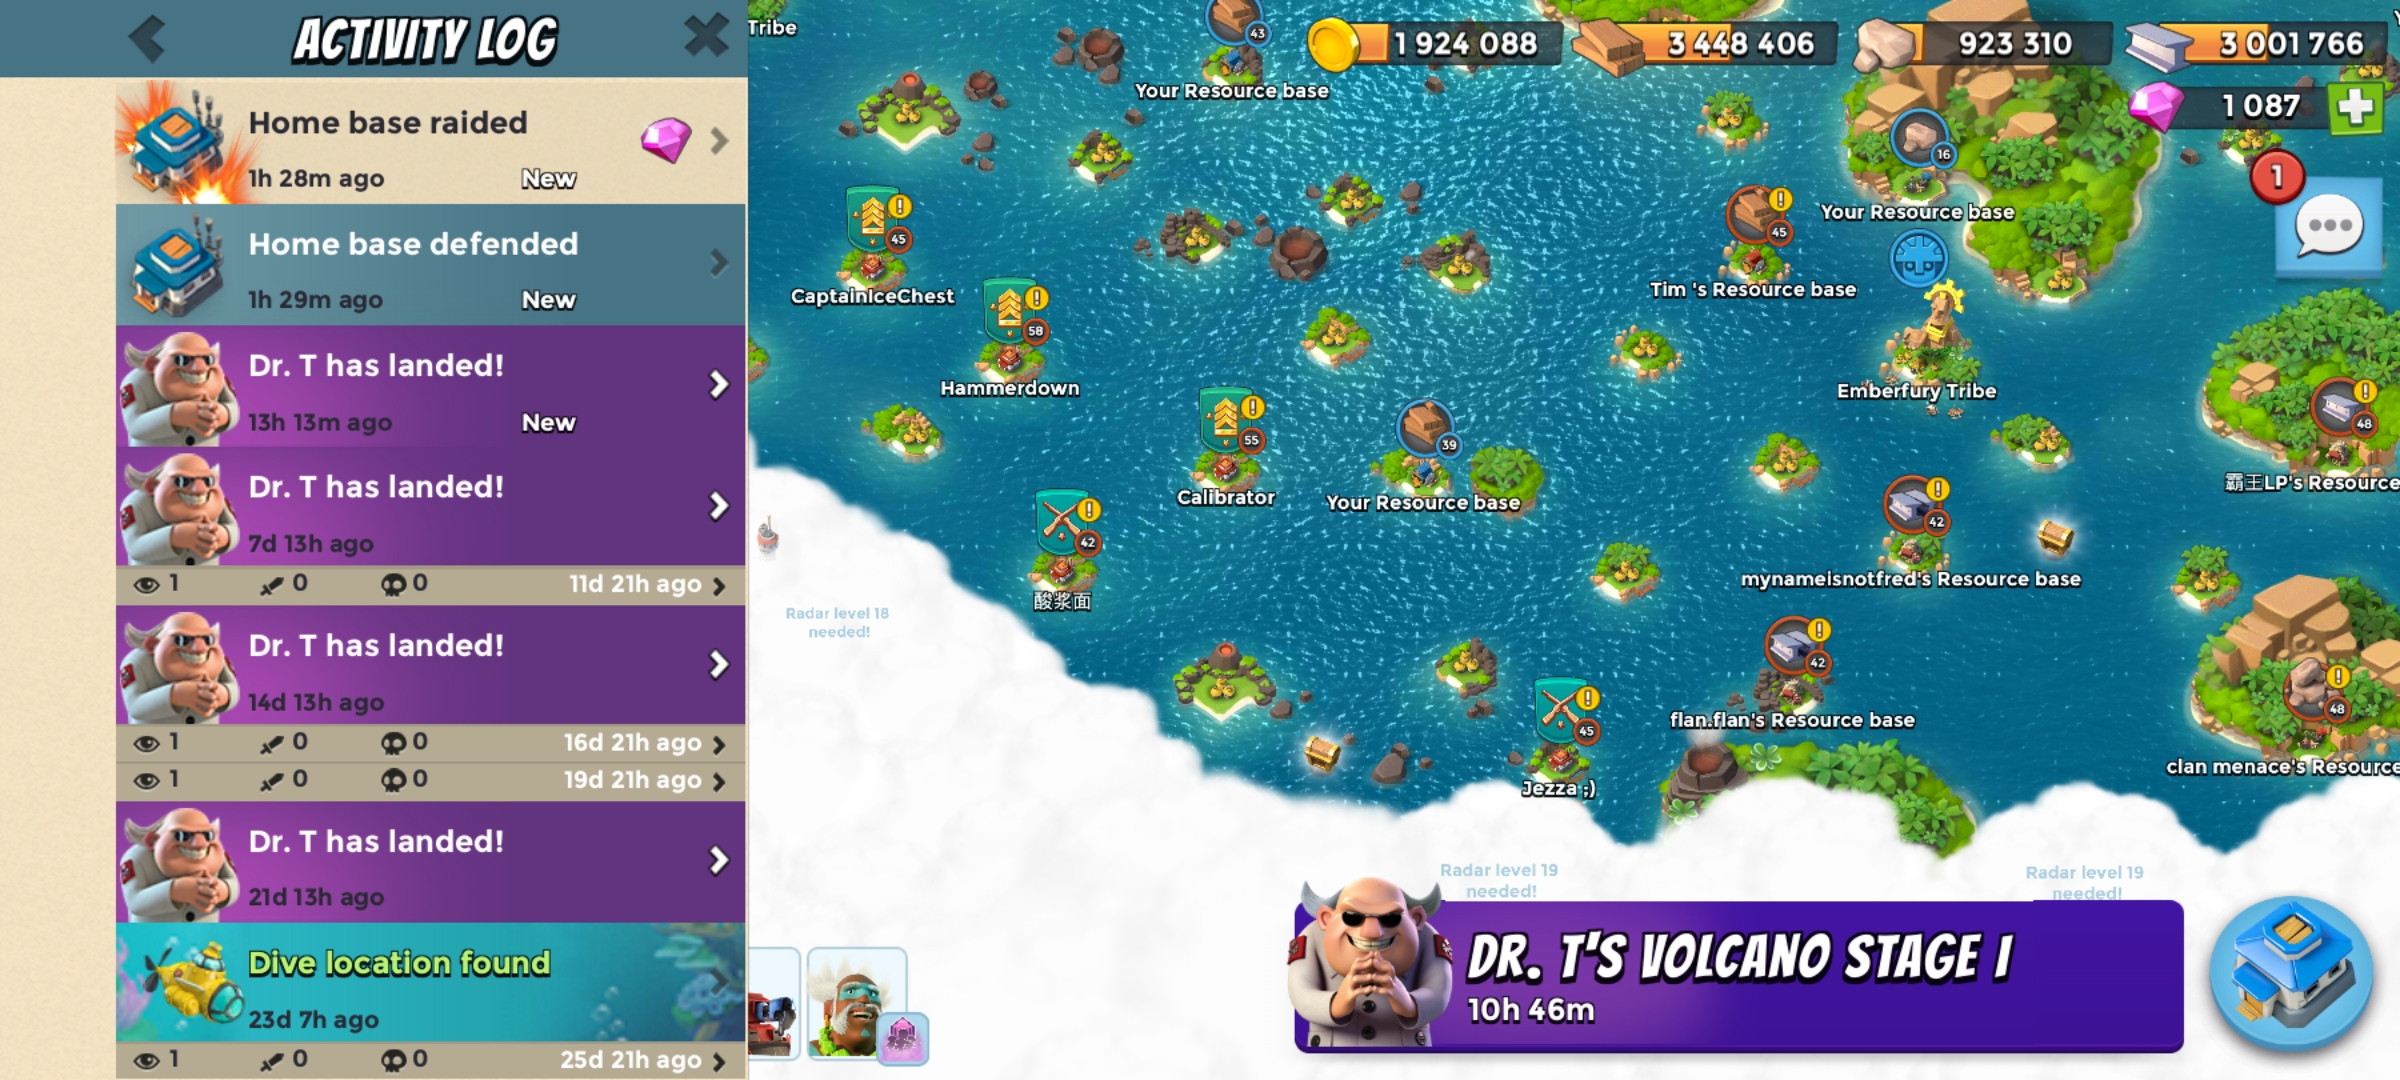 ACTIVITY LOG
Home base raided
1h 28m ago
New
Home base defended
1h 29m ago
New
Dr. T has landed!
13h 13m ago
New
Dr. T has landed!
7d 13h ago
1 0 0 11d 21h ago
Dr. T has landed!
14d 13h ago
1 0 0 16d 21h ago
1 0 0 19d 21h ago
Dr. T has landed!
21d 13h ago
Dive location found
23d 7h ago
1 0 0 25d 21h ago
Tribe
43
Your Resource base
1 924 088
3 448 406
923 310
3 001 766
1 087
1
16
Your Resource base
45
CaptainIceChest
45
Tim 's Resource base
58
Hammerdown
Emberfury Tribe
55
Calibrator
39
Your Resource base
48
霸王LP's Resource
42
酸浆面
42
mynameisnotfred's Resource base
Radar level 18
needed!
42
flan.flan's Resource base
45
Jezza ;)
48
clan menace's Resource
Radar level 19
needed!
Radar level 19
needed!
DR. T'S VOLCANO STAGE I
10h 46m